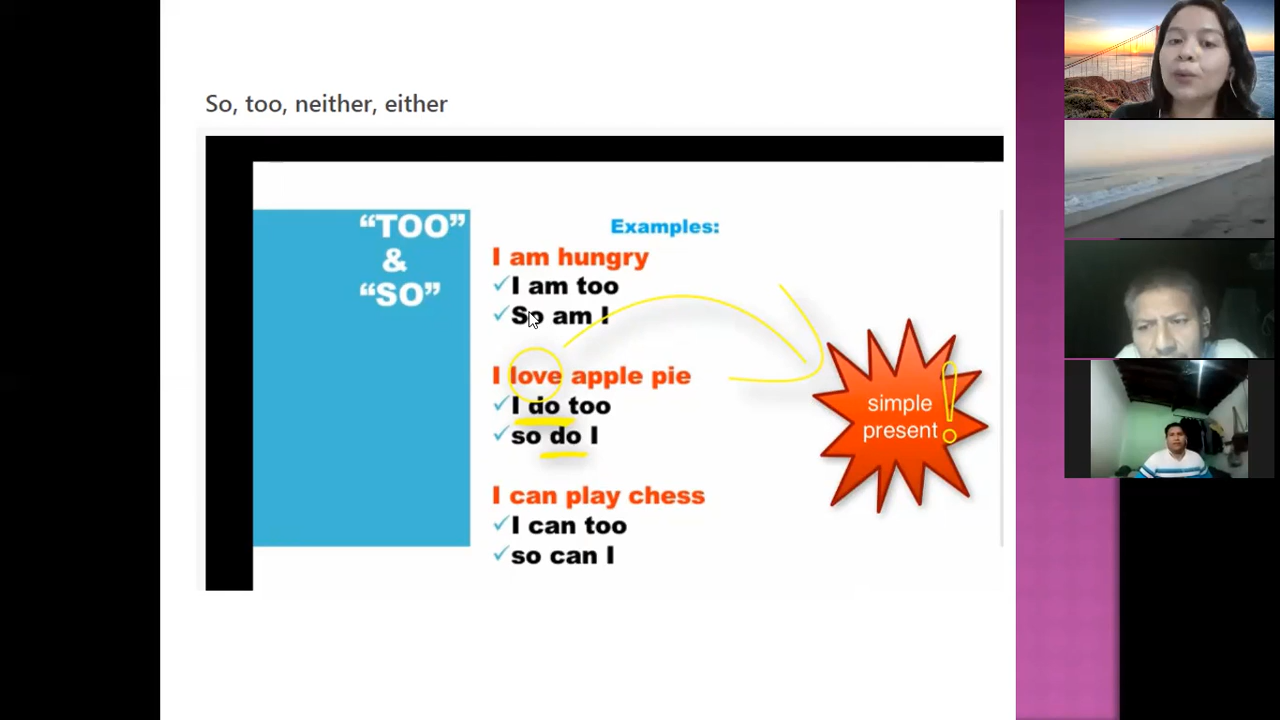 So, too, neither, either
“TOO”
&
“SO”
Examples:
I am hungry
I am too
So am I
I love apple pie
I do too
so do I
I can play chess
I can too
so can I
simple
present
!